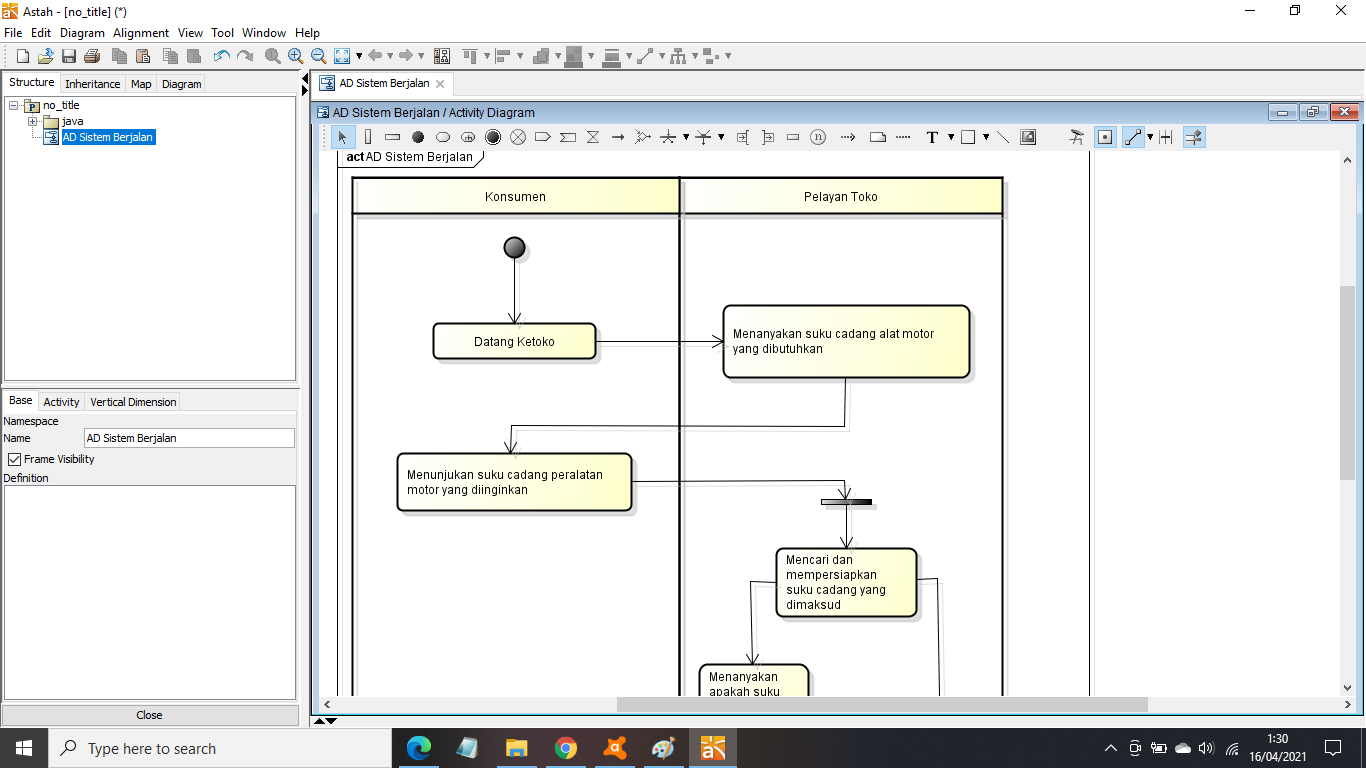 Astah - [no_title] (*)
File Edit Diagram Alignment View Tool Window Help
Structure Inheritance Map Diagram
no_title
java
AD Sistem Berjalan
Base Activity Vertical Dimension
Namespace
Name AD Sistem Berjalan
Frame Visibility
Definition
Close
AD Sistem Berjalan
AD Sistem Berjalan / Activity Diagram
act AD Sistem Berjalan
Konsumen Pelayan Toko
Datang Ketoko
Menanyakan suku cadang alat motor
yang dibutuhkan
Menunjukan suku cadang peralatan
motor yang diinginkan
Mencari dan
mempersiapkan
suku cadang yang
dimaksud
Menanyakan
apakah suku
Type here to search
1:30
16/04/2021